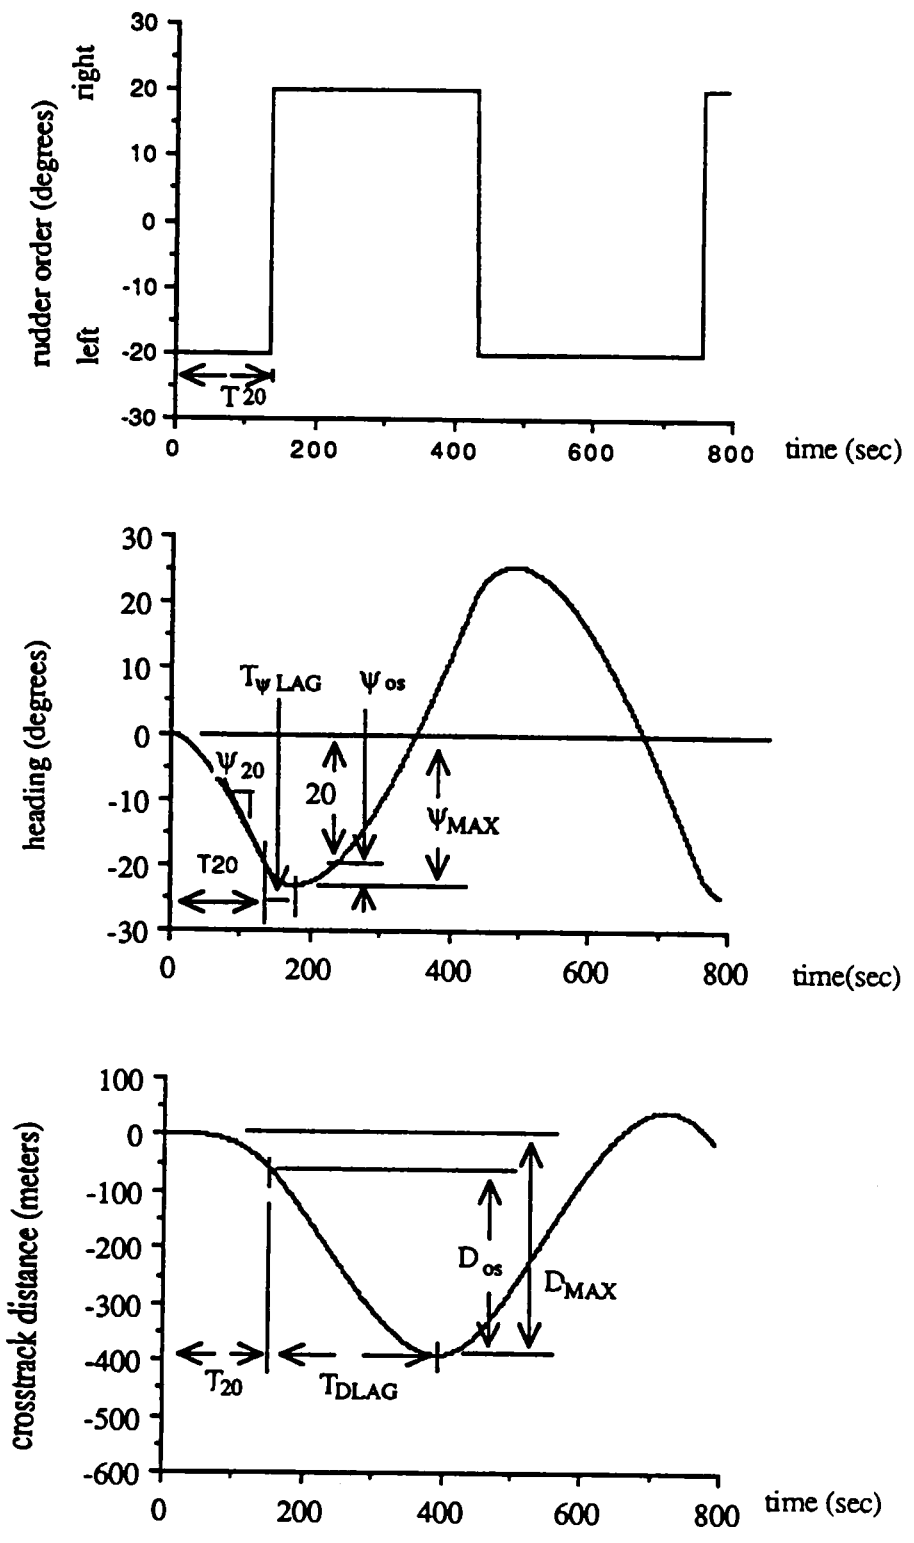 30
20
10
0
-10
-20
-30
right
rudder order (degrees)
left
T20
0 200 400 600 800 time (sec)
30
20
10
0
-10
-20
-30
heading (degrees)
TψLAG ψos
ψ20
20
ψMAX
T20
0 200 400 600 800 time(sec)
100
0
-100
-200
-300
-400
-500
-600
crosstrack distance (meters)
Dos
DMAX
T20 TDLAG
0 200 400 600 800 time (sec)